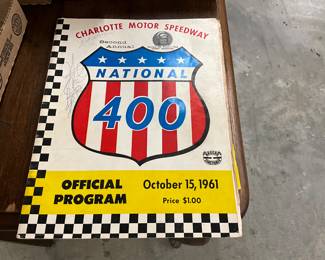 CHARLOTTE MOTOR SPEEDWAY
Second Annual
NATIONAL
400
OFFICIAL
PROGRAM
October 15, 1961
Price $1.00